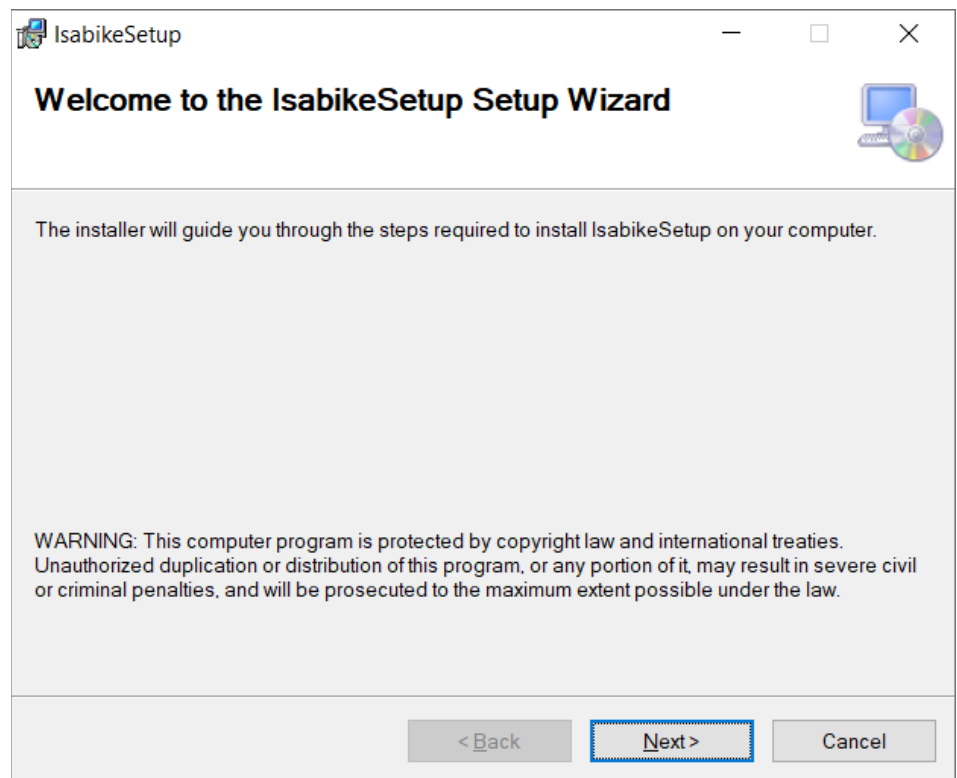 IsabikeSetup
Welcome to the IsabikeSetup Setup Wizard
The installer will guide you through the steps required to install IsabikeSetup on your computer.
WARNING: This computer program is protected by copyright law and international treaties.
Unauthorized duplication or distribution of this program, or any portion of it, may result in severe civil
or criminal penalties, and will be prosecuted to the maximum extent possible under the law.
< Back
Next >
Cancel